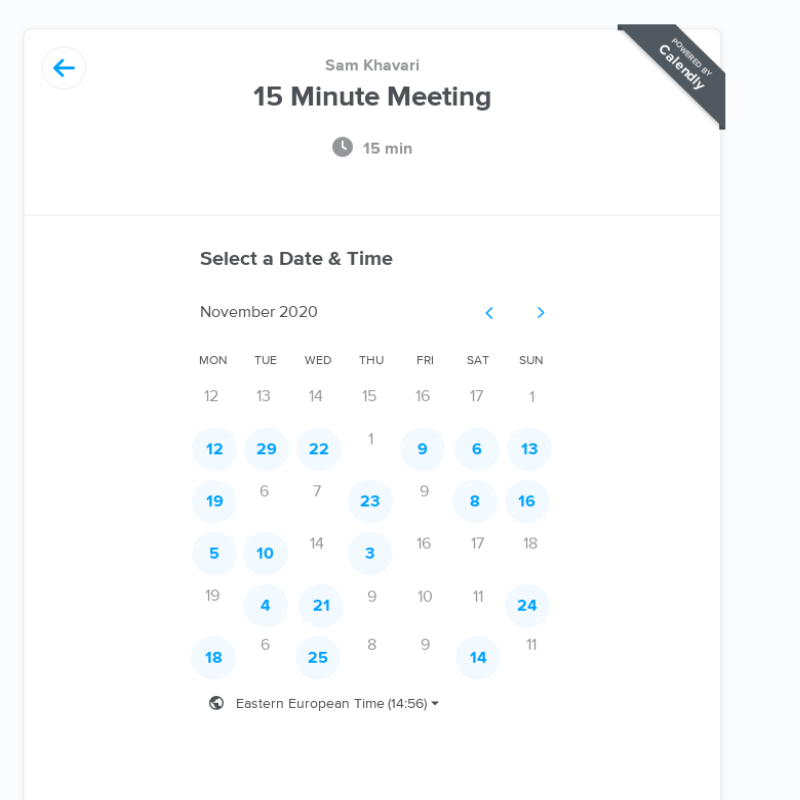 Sam Khavari
15 Minute Meeting
15 min
POWERED BY
Calendly
Select a Date & Time
November 2020
MON TUE WED THU FRI SAT SUN
12 13 14 15 16 17 1
12 29 22 1 9 6 13
19 6 7 23 9 8 16
5 10 14 3 16 17 18
19 4 21 9 10 11 24
18 6 25 8 9 14 11
Eastern European Time (14:56)